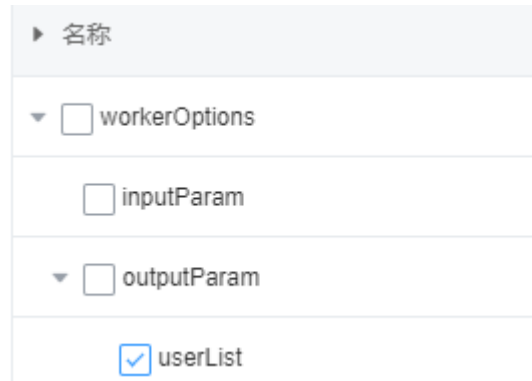 名称
workerOptions
inputParam
outputParam
userList